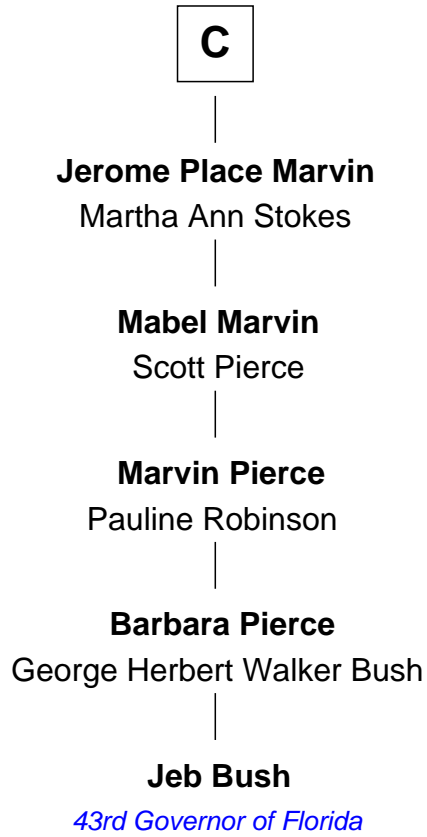 C
Jerome Place Marvin
Martha Ann Stokes
Mabel Marvin
Scott Pierce
Marvin Pierce
Pauline Robinson
Barbara Pierce
George Herbert Walker Bush
Jeb Bush
43rd Governor of Florida